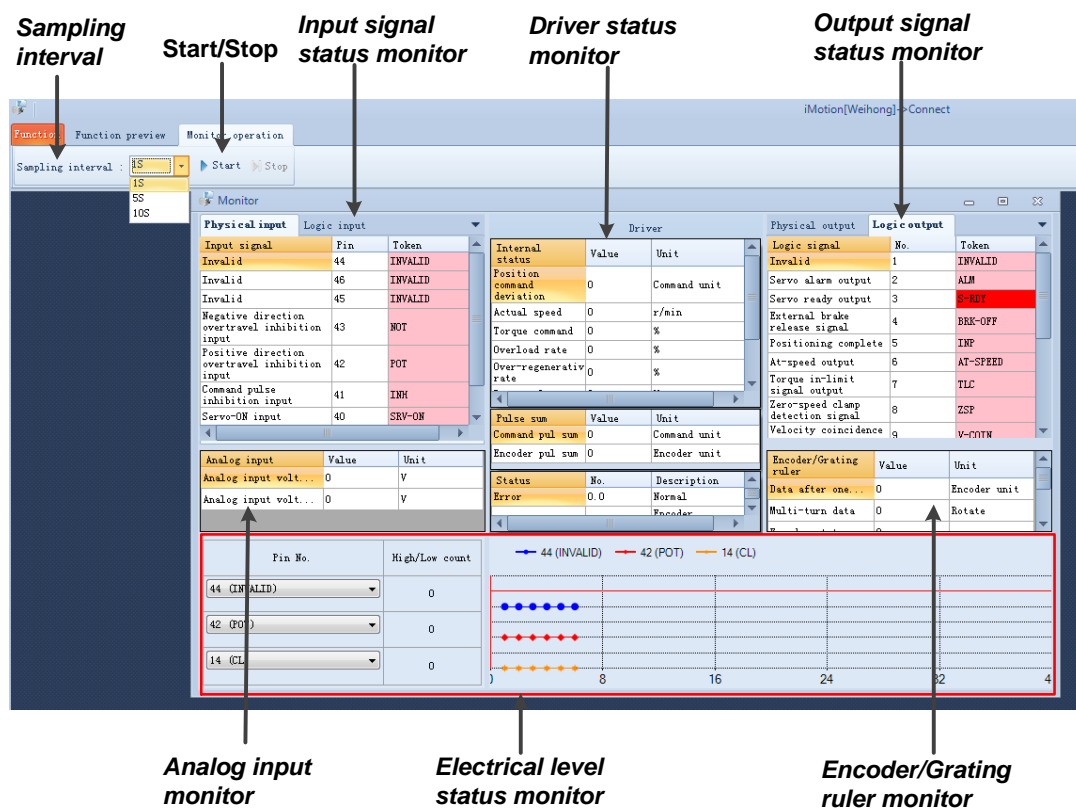 Sampling
interval
Start/Stop
Input signal
status monitor
Driver status
monitor
Output signal
status monitor
iMotion[Weihong]->Connect
Function
Function preview
Monitor operation
Sampling interval :
1S
Start
Stop
1S
5S
10S
Monitor
Physical input
Logic input
Input signal Pin Token
Invalid 44 INVALID
Invalid 46 INVALID
Invalid 45 INVALID
Negative direction
overtravel inhibition
input
43 NOT
Positive direction
overtravel inhibition
input
42 POT
Command pulse
inhibition input
41 INH
Servo-ON input 40 SRV-ON
Analog input Value Unit
Analog input volt... 0 V
Analog input volt... 0 V
Driver
Internal
status
Value Unit
Position
command
deviation
0 Command unit
Actual speed 0 r/min
Torque command 0 %
Overload rate 0 %
Over-regenerativ
rate
0 %
Pulse sum Value Unit
Command pul sum 0 Command unit
Encoder pul sum 0 Encoder unit
Status No. Description
Error 0.0 Normal
Encoder
Physical output
Logic output
Logic signal No. Token
Invalid 1 INVALID
Servo alarm output 2 ALM
Servo ready output 3 S-RDY
External brake
release signal
4 BRK-OFF
Positioning complete 5 INP
At-speed output 6 AT-SPEED
Torque in-limit
signal output
7 TLC
Zero-speed clamp
detection signal
8 ZSP
Velocity coincidence 9 V-COIN
Encoder/Grating
ruler
Value Unit
Data after one... 0 Encoder unit
Multi-turn data 0 Rotate
Pin No. High/Low count
44 (INVALID) 0
42 (POT) 0
14 (CL) 0
44 (INVALID) 42 (POT) 14 (CL)
8 16 24 32 4
Analog input
monitor
Electrical level
status monitor
Encoder/Grating
ruler monitor